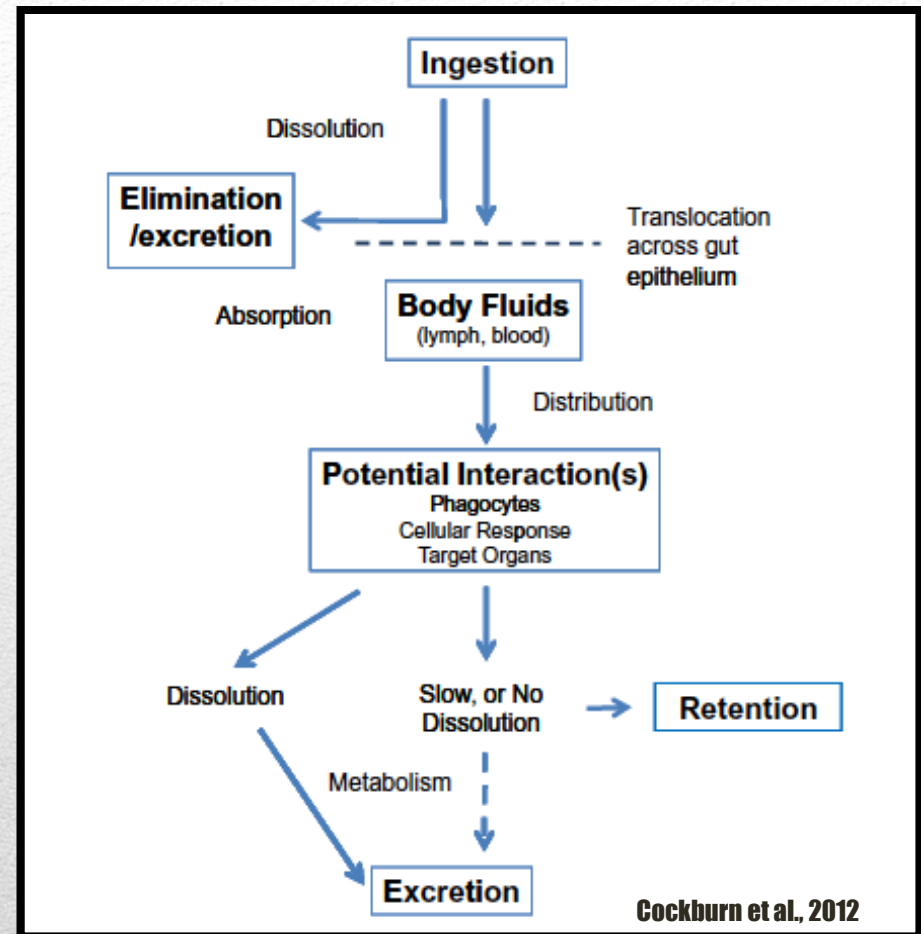 Ingestion
Dissolution
Elimination
/excretion
Translocation
across gut
epithelium
Absorption
Body Fluids
(lymph, blood)
Distribution
Potential Interaction(s)
Phagocytes
Cellular Response
Target Organs
Dissolution
Slow, or No
Dissolution
Retention
Metabolism
Excretion
Cockburn et al., 2012